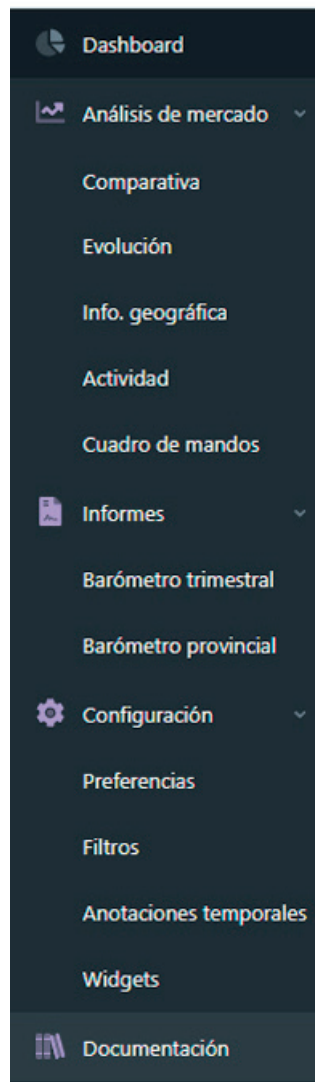 Dashboard
Análisis de mercado
Comparativa
Evolución
Info. geográfica
Actividad
Cuadro de mandos
Informes
Barómetro trimestral
Barómetro provincial
Configuración
Preferencias
Filtros
Anotaciones temporales
Widgets
Documentación